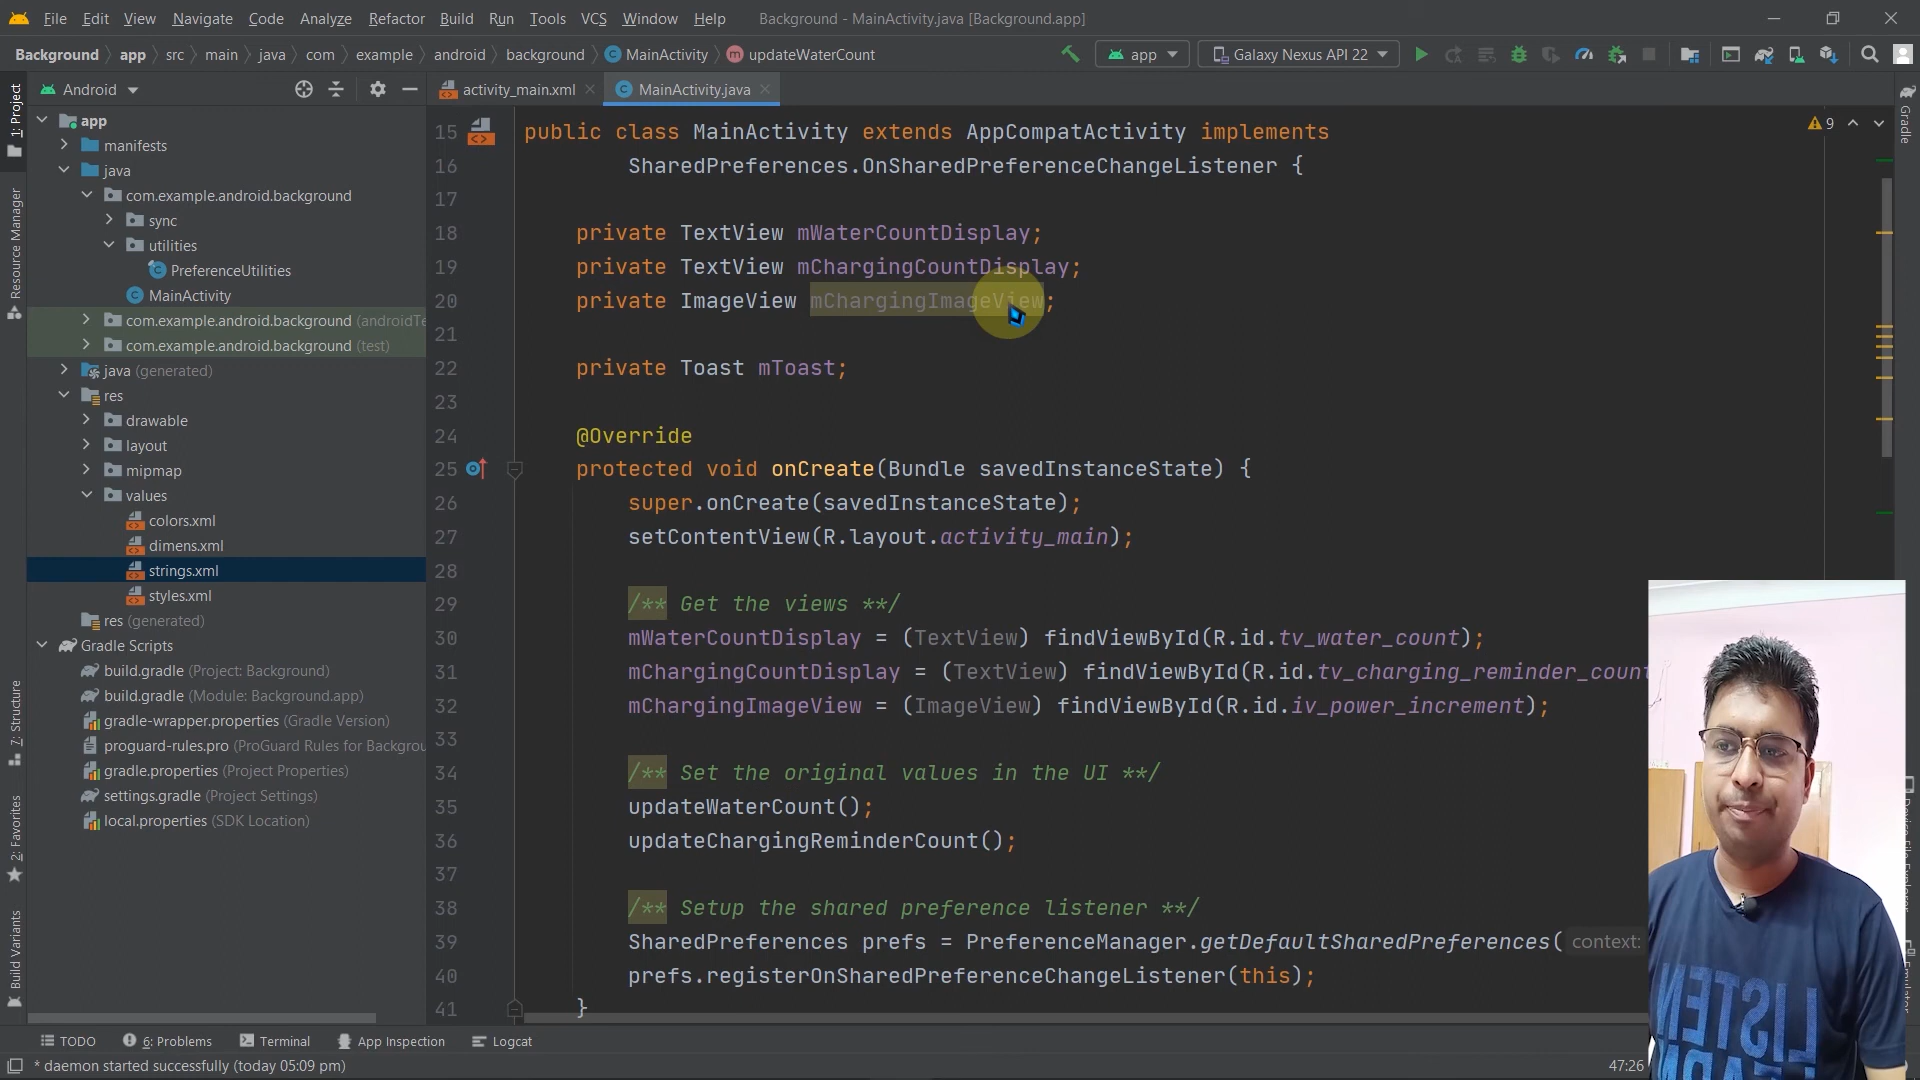 File Edit View Navigate Code Analyze Refactor Build Run Tools VCS Window Help Background - MainActivity.java [Background.app]
Background app src main java com example android background MainActivity updateWaterCount app Galaxy Nexus API 22
Android activity_main.xml MainActivity.java
1: Project
Resource Manager
7: Structure
2: Favorites
Build Variants
app
manifests
java
com.example.android.background
sync
utilities
PreferenceUtilities
MainActivity
com.example.android.background (androidTe
com.example.android.background (test)
java (generated)
res
drawable
layout
mipmap
values
colors.xml
dimens.xml
strings.xml
styles.xml
res (generated)
Gradle Scripts
build.gradle (Project: Background)
build.gradle (Module: Background.app)
gradle-wrapper.properties (Gradle Version)
proguard-rules.pro (ProGuard Rules for Backgrou
gradle.properties (Project Properties)
settings.gradle (Project Settings)
local.properties (SDK Location)
15 public class MainActivity extends AppCompatActivity implements
16 SharedPreferences.OnSharedPreferenceChangeListener {
17
18 private TextView mWaterCountDisplay;
19 private TextView mChargingCountDisplay;
20 private ImageView mChargingImageView;
21
22 private Toast mToast;
23
24 @Override
25 protected void onCreate(Bundle savedInstanceState) {
26 super.onCreate(savedInstanceState);
27 setContentView(R.layout.activity_main);
28
29 /** Get the views **/
30 mWaterCountDisplay = (TextView) findViewById(R.id.tv_water_count);
31 mChargingCountDisplay = (TextView) findViewById(R.id.tv_charging_reminder_count
32 mChargingImageView = (ImageView) findViewById(R.id.iv_power_increment);
33
34 /** Set the original values in the UI **/
35 updateWaterCount();
36 updateChargingReminderCount();
37
38 /** Setup the shared preference listener **/
39 SharedPreferences prefs = PreferenceManager.getDefaultSharedPreferences( context:
40 prefs.registerOnSharedPreferenceChangeListener(this);
41 }
9
Gradle
LISTEN
LEARN
TODO 6: Problems Terminal App Inspection Logcat
* daemon started successfully (today 05:09 pm) 47:26